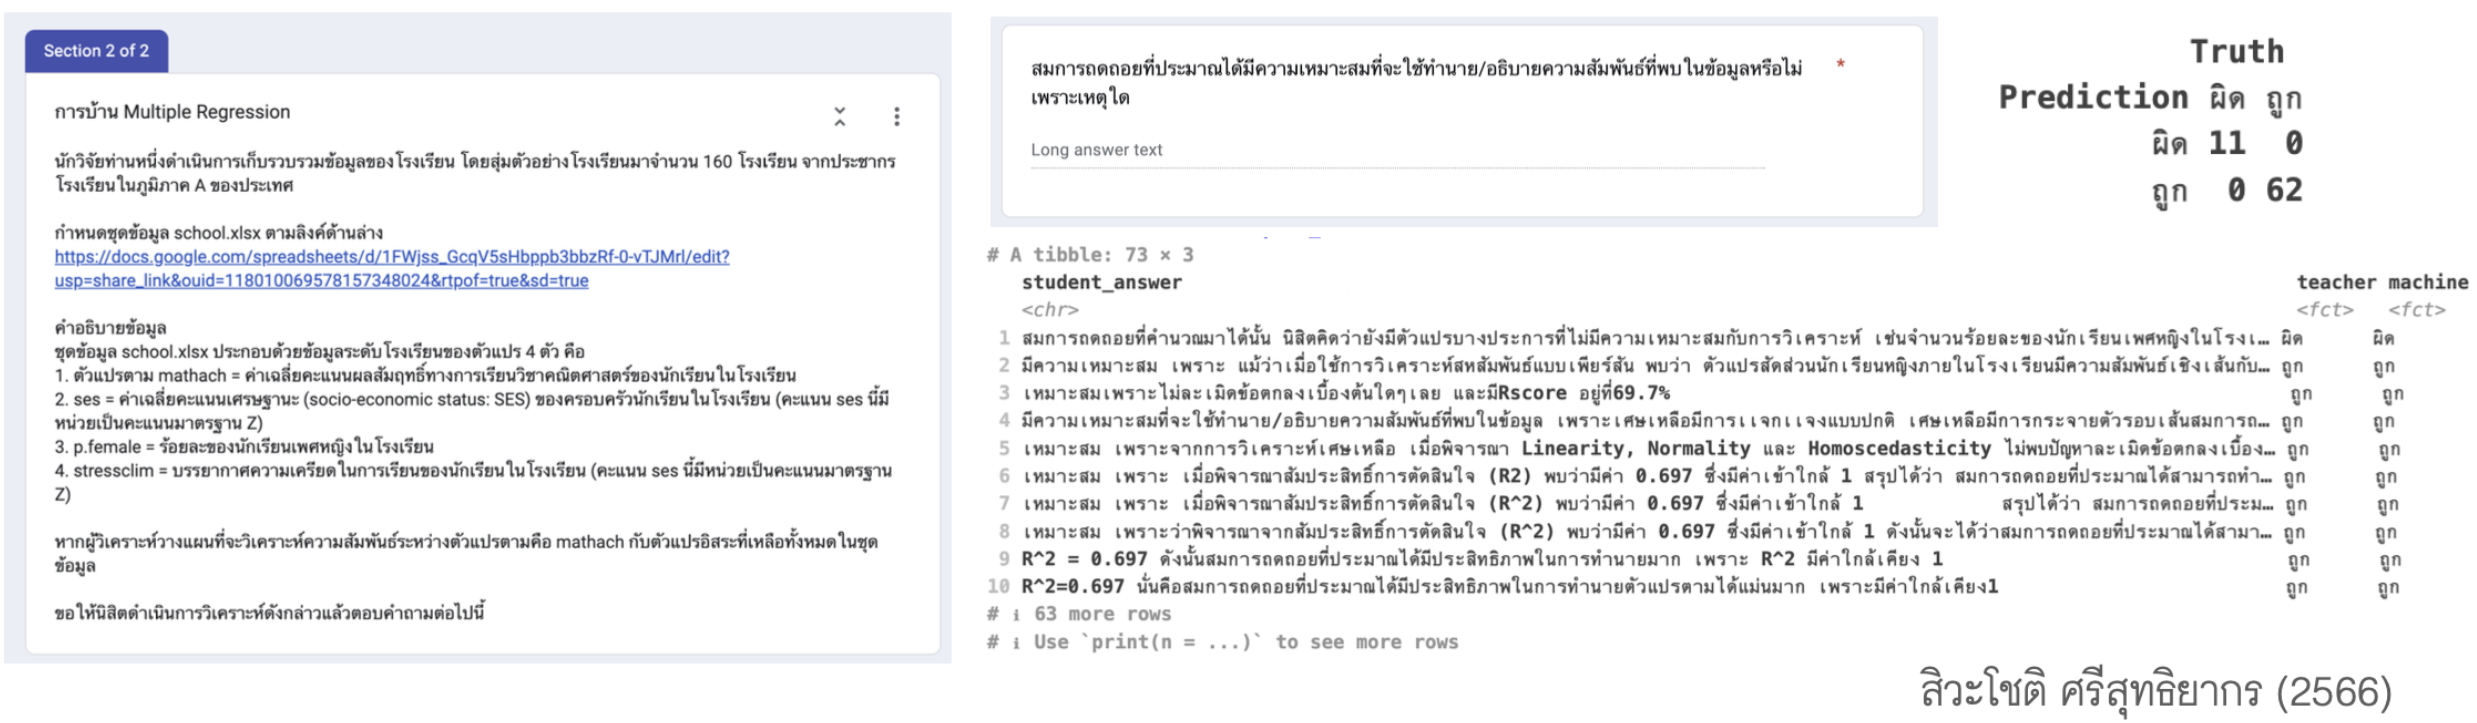 Section 2 of 2
การบ้าน Multiple Regression
นักวิจัยท่านหนึ่งดำเนินการเก็บรวบรวมข้อมูลของโรงเรียน โดยสุ่มตัวอย่างโรงเรียนมาจำนวน 160 โรงเรียน จากประชากร
โรงเรียนในภูมิภาค A ของประเทศ
กำหนดชุดข้อมูล school.xlsx ตามลิงค์ด้านล่าง
https://docs.google.com/spreadsheets/d/1FWjss_GcqV5sHbppb3bbzRf-0-vTJMrl/edit?
usp=share_link&ouid=118010069578157348024&rtpof=true&sd=true
คำอธิบายข้อมูล
ชุดข้อมูล school.xlsx ประกอบด้วยข้อมูลระดับโรงเรียนของตัวแปร 4 ตัว คือ
1. ตัวแปรตาม mathach = ค่าเฉลี่ยคะแนนผลสัมฤทธิ์ทางการเรียนวิชาคณิตศาสตร์ของนักเรียนในโรงเรียน
2. ses = ค่าเฉลี่ยคะแนนเศรษฐานะ (socio-economic status: SES) ของครอบครัวนักเรียนในโรงเรียน (คะแนน ses นี้มี
หน่วยเป็นคะแนนมาตรฐาน Z)
3. p.female = ร้อยละของนักเรียนเพศหญิงในโรงเรียน
4. stressclim = บรรยากาศความเครียดในการเรียนของนักเรียนในโรงเรียน (คะแนน ses นี้มีหน่วยเป็นคะแนนมาตรฐาน
Z)
หากผู้วิเคราะห์วางแผนที่จะวิเคราะห์ความสัมพันธ์ระหว่างตัวแปรตามคือ mathach กับตัวแปรอิสระที่เหลือทั้งหมดในชุด
ข้อมูล
ขอให้นิสิตดำเนินการวิเคราะห์ดังกล่าวแล้วตอบคำถามต่อไปนี้
สมการถดถอยที่ประมาณได้มีความเหมาะสมที่จะใช้ทำนาย/อธิบายความสัมพันธ์ที่พบในข้อมูลหรือไม่ *
เพราะเหตุใด
Long answer text
Truth
Prediction ผิด ถูก
ผิด 11 0
ถูก 0 62
# A tibble: 73 × 3
student_answer teacher machine
<chr> <fct> <fct>
1 สมการถดถอยที่คำนวณมาได้นั้น นิสิตคิดว่ายังมีตัวแปรบางประการที่ไม่มีความเหมาะสมกับการวิเคราะห์ เช่นจำนวนร้อยละของนักเรียนเพศหญิงในโรงเ… ผิด ผิด
2 มีความเหมาะสม เพราะ แม้ว่าเมื่อใช้การวิเคราะห์สหสัมพันธ์แบบเพียร์สัน พบว่า ตัวแปรสัดส่วนนักเรียนหญิงภายในโรงเรียนมีความสัมพันธ์เชิงเส้นกับ… ถูก ถูก
3 เหมาะสมเพราะไม่ละเมิดข้อตกลงเบื้องต้นใดๆเลย และมีRscore อยู่ที่69.7% ถูก ถูก
4 มีความเหมาะสมที่จะใช้ทำนาย/อธิบายความสัมพันธ์ที่พบในข้อมูล เพราะเศษเหลือมีการเเจกเเจงแบบปกติ เศษเหลือมีการกระจายตัวรอบเส้นสมการถ… ถูก ถูก
5 เหมาะสม เพราะจากการวิเคราะห์เศษเหลือ เมื่อพิจารณา Linearity, Normality และ Homoscedasticity ไม่พบปัญหาละเมิดข้อตกลงเบื้อง… ถูก ถูก
6 เหมาะสม เพราะ เมื่อพิจารณาสัมประสิทธิ์การตัดสินใจ (R2) พบว่ามีค่า 0.697 ซึ่งมีค่าเข้าใกล้ 1 สรุปได้ว่า สมการถดถอยที่ประมาณได้สามารถทำ… ถูก ถูก
7 เหมาะสม เพราะ เมื่อพิจารณาสัมประสิทธิ์การตัดสินใจ (R^2) พบว่ามีค่า 0.697 ซึ่งมีค่าเข้าใกล้ 1 สรุปได้ว่า สมการถดถอยที่ประม… ถูก ถูก
8 เหมาะสม เพราะว่าพิจารณาจากสัมประสิทธิ์การตัดสินใจ (R^2) พบว่ามีค่า 0.697 ซึ่งมีค่าเข้าใกล้ 1 ดังนั้นจะได้ว่าสมการถดถอยที่ประมาณได้สามา… ถูก ถูก
9 R^2 = 0.697 ดังนั้นสมการถดถอยที่ประมาณได้มีประสิทธิภาพในการทำนายมาก เพราะ R^2 มีค่าใกล้เคียง 1 ถูก ถูก
10 R^2=0.697 นั่นคือสมการถดถอยที่ประมาณได้มีประสิทธิภาพในการทำนายตัวแปรตามได้แม่นมาก เพราะมีค่าใกล้เคียง1 ถูก ถูก
# ℹ 63 more rows
# ℹ Use `print(n = ...)` to see more rows
สิวะโชติ ศรีสุทธิยากร (2566)